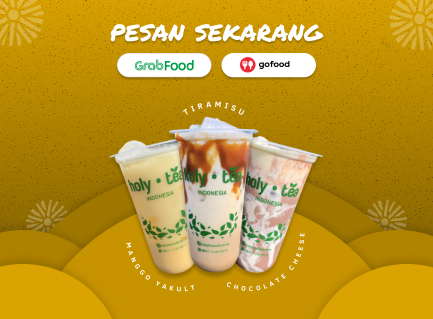 PESAN SEKARANG
GrabFood
gofood
TIRAMISU
holy • tea
INDONESIA
holy • tea
INDONESIA
holy • tea
INDONESIA
MANGGO YAKULT
CHOCOLATE CHEESE